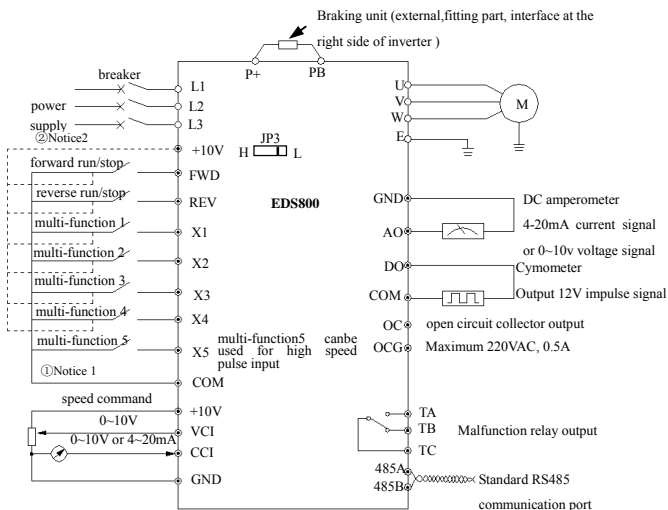 Braking unit (external,fitting part, interface at the
right side of inverter )
P+
PB
breaker
L1
power
L2
supply
L3
②Notice2
+10V
JP3
H
L
forward run/stop
FWD
reverse run/stop
REV
EDS800
multi-function 1
X1
multi-function 2
X2
multi-function 3
X3
multi-function 4
X4
multi-function 5
X5
multi-function5 canbe
used for high speed
pulse input
①Notice 1
COM
speed command
+10V
0~10V
VCI
0~10V or 4~20mA
CCI
GND
U
V
W
M
E
GND
DC amperometer
4-20mA current signal
AO
or 0~10v voltage signal
DO
Cymometer
COM
Output 12V impulse signal
OC
open circuit collector output
OCG
Maximum 220VAC, 0.5A
TA
TB
Malfunction relay output
TC
485A
Standard RS485
485B
communication port